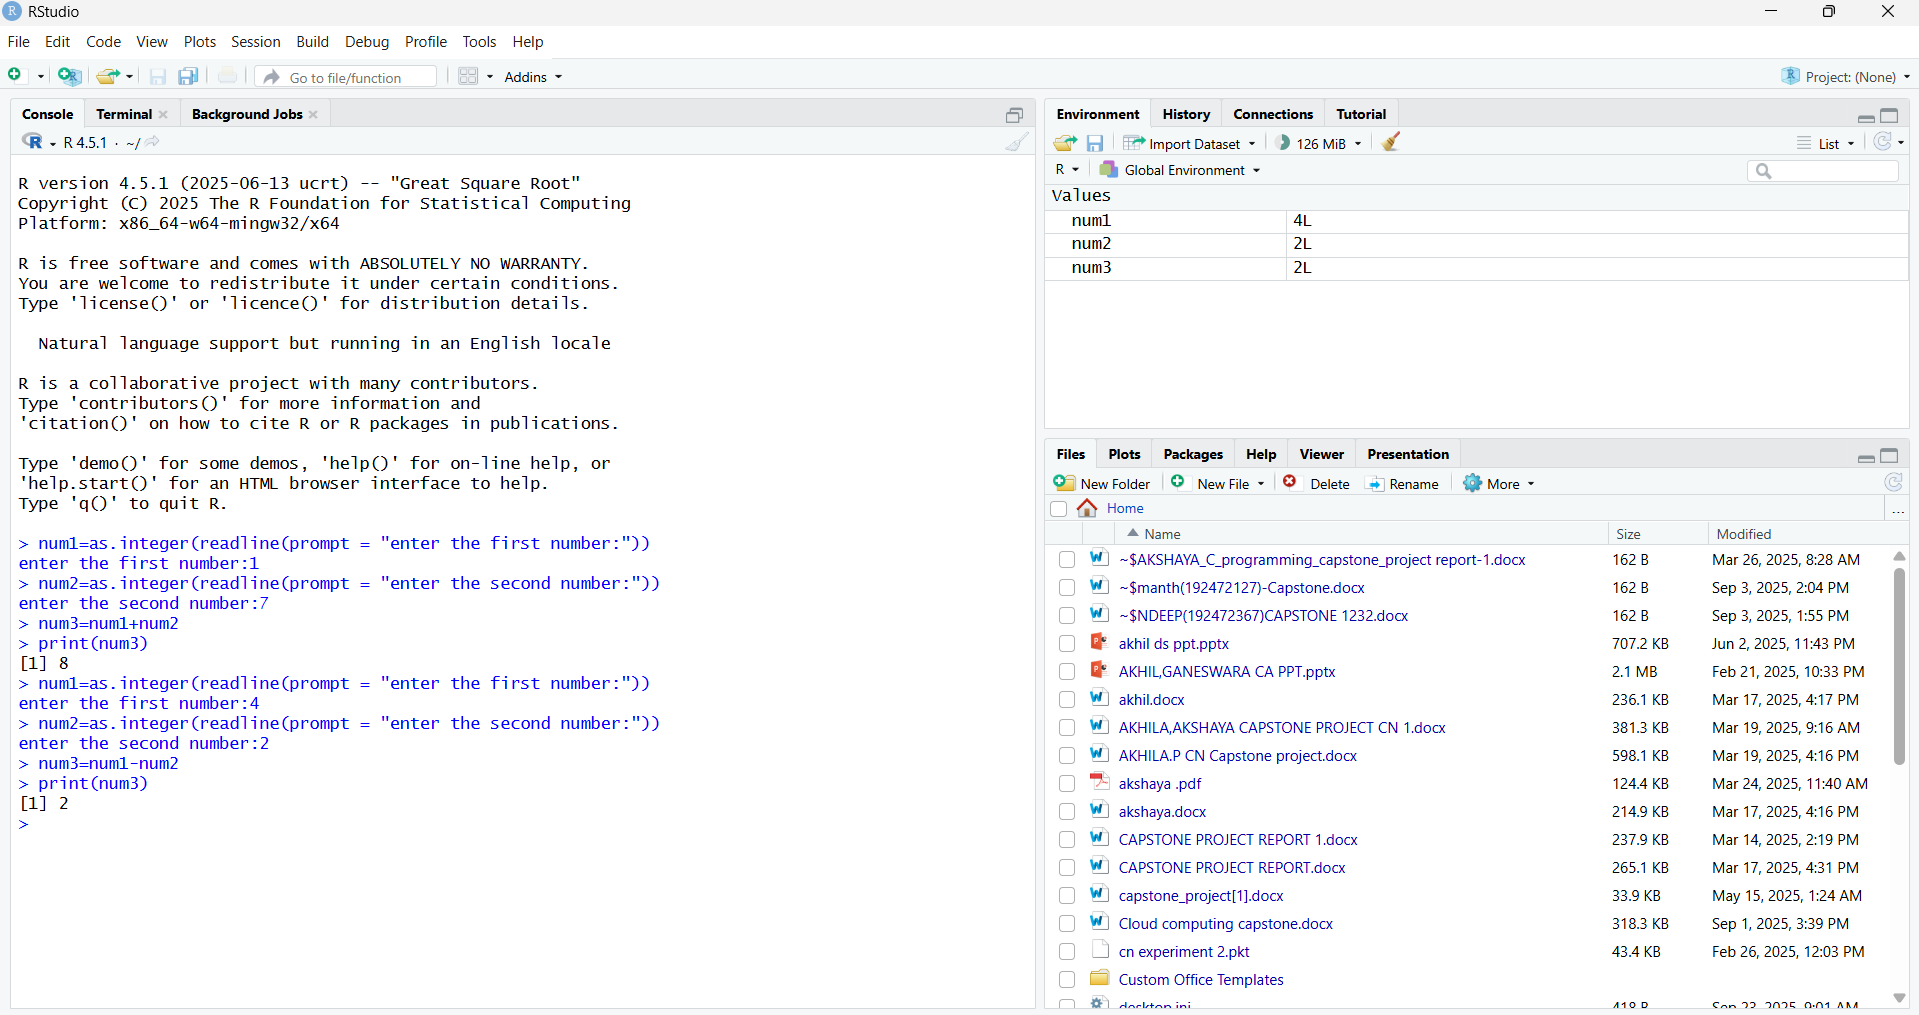 RStudio
File Edit Code View Plots Session Build Debug Profile Tools Help
Go to file/function Addins Project: (None)
Console Terminal Background Jobs
R 4.5.1 · ~/
R version 4.5.1 (2025-06-13 ucrt) -- "Great Square Root"
Copyright (C) 2025 The R Foundation for Statistical Computing
Platform: x86_64-w64-mingw32/x64
R is free software and comes with ABSOLUTELY NO WARRANTY.
You are welcome to redistribute it under certain conditions.
Type 'license()' or 'licence()' for distribution details.
Natural language support but running in an English locale
R is a collaborative project with many contributors.
Type 'contributors()' for more information and
'citation()' on how to cite R or R packages in publications.
Type 'demo()' for some demos, 'help()' for on-line help, or
'help.start()' for an HTML browser interface to help.
Type 'q()' to quit R.
> num1=as.integer(readline(prompt = "enter the first number:"))
enter the first number:1
> num2=as.integer(readline(prompt = "enter the second number:"))
enter the second number:7
> num3=num1+num2
> print(num3)
[1] 8
> num1=as.integer(readline(prompt = "enter the first number:"))
enter the first number:4
> num2=as.integer(readline(prompt = "enter the second number:"))
enter the second number:2
> num3=num1-num2
> print(num3)
[1] 2
>
Environment History Connections Tutorial
Import Dataset 126 MiB List
R Global Environment
Values
num1 4L
num2 2L
num3 2L
Files Plots Packages Help Viewer Presentation
New Folder New File Delete Rename More
Home ...
Name Size Modified
~$AKSHAYA_C_programming_capstone_project report-1.docx 162 B Mar 26, 2025, 8:28 AM
~$manth(192472127)-Capstone.docx 162 B Sep 3, 2025, 2:04 PM
~$NDEEP(192472367)CAPSTONE 1232.docx 162 B Sep 3, 2025, 1:55 PM
akhil ds ppt.pptx 707.2 KB Jun 2, 2025, 11:43 PM
AKHIL,GANESWARA CA PPT.pptx 2.1 MB Feb 21, 2025, 10:33 PM
akhil.docx 236.1 KB Mar 17, 2025, 4:17 PM
AKHILA,AKSHAYA CAPSTONE PROJECT CN 1.docx 381.3 KB Mar 19, 2025, 9:16 AM
AKHILA.P CN Capstone project.docx 598.1 KB Mar 19, 2025, 4:16 PM
akshaya .pdf 124.4 KB Mar 24, 2025, 11:40 AM
akshaya.docx 214.9 KB Mar 17, 2025, 4:16 PM
CAPSTONE PROJECT REPORT 1.docx 237.9 KB Mar 14, 2025, 2:19 PM
CAPSTONE PROJECT REPORT.docx 265.1 KB Mar 17, 2025, 4:31 PM
capstone_project[1].docx 33.9 KB May 15, 2025, 1:24 AM
Cloud computing capstone.docx 318.3 KB Sep 1, 2025, 3:39 PM
cn experiment 2.pkt 43.4 KB Feb 26, 2025, 12:03 PM
Custom Office Templates
desktop.ini 418 B Sep 23, 2025, 9:01 AM